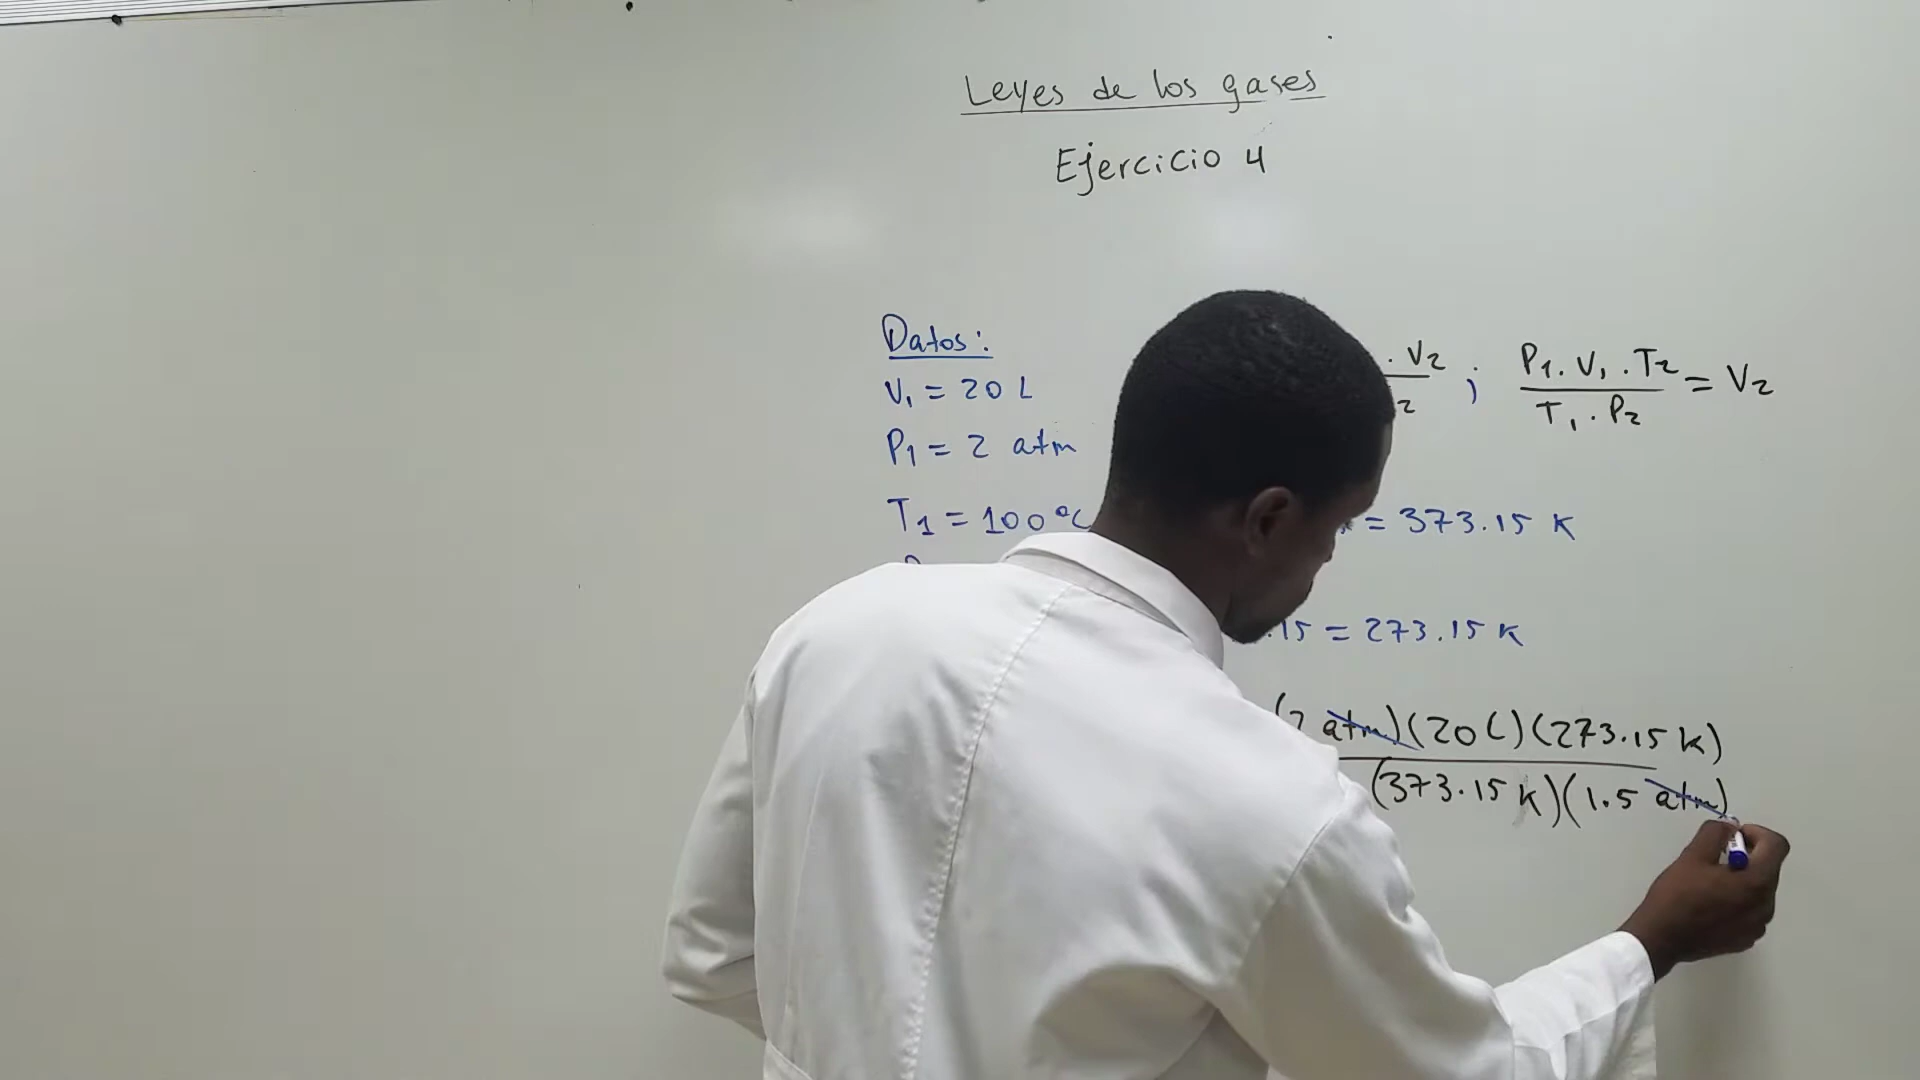 Leyes de los gases
Ejercicio 4
Datos:
V₁ = 20 L
P₁ = 2 atm
T₁ = 100 °C
. V₂
2
;
P₁ . V₁ . T₂
T₁ . P₂
= V₂
= 373.15 K
.15 = 273.15 K
(2 atm)(20 L)(273.15 K)
(373.15 K)(1.5 atm)